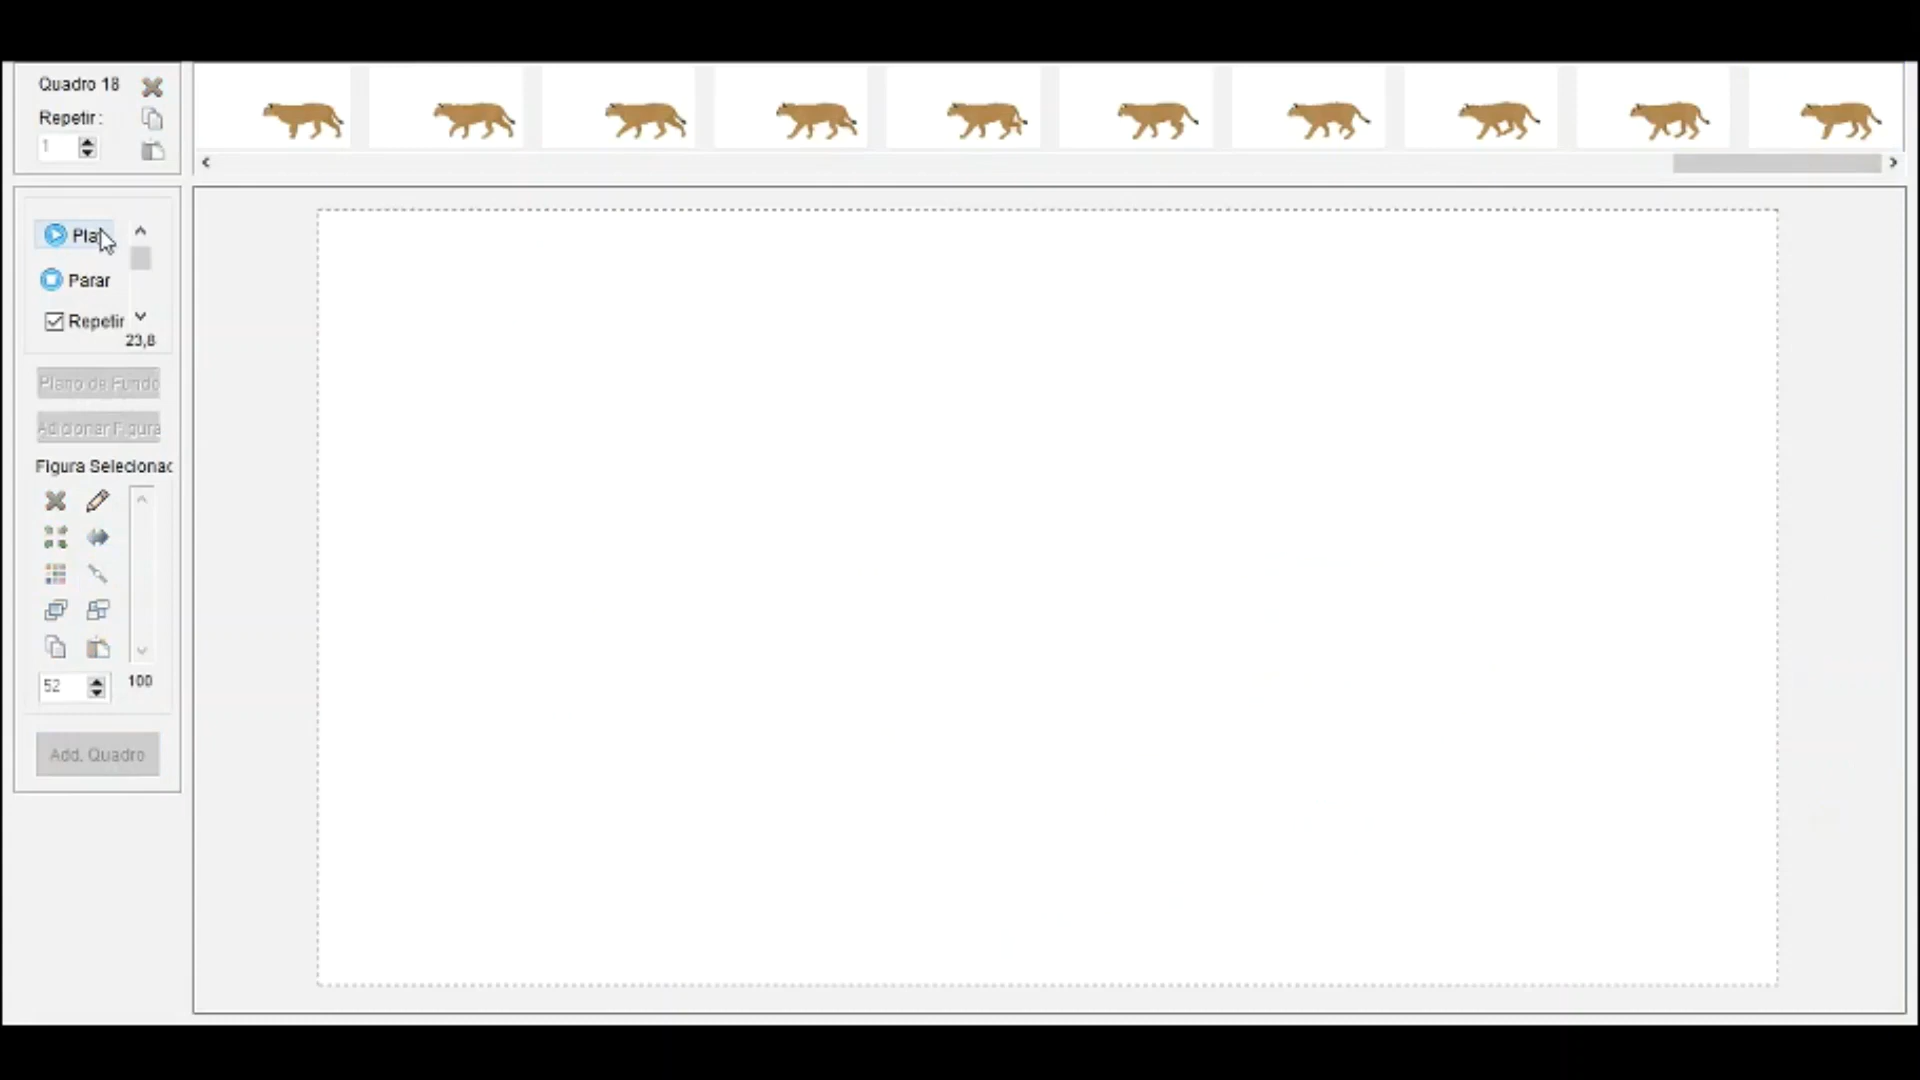 Quadro 18
Repetir:
1
Pla
Parar
Repetir
23,8
Plano de Fundo
Adicionar Figura
Figura Selecionac
52
100
Add. Quadro